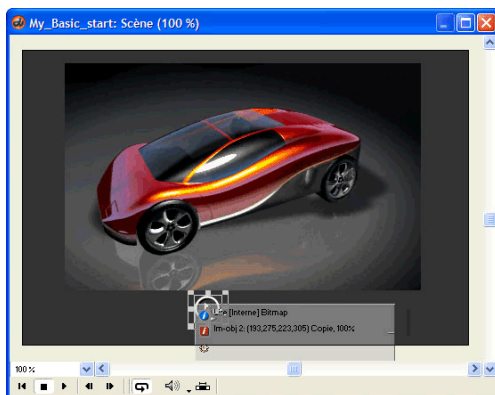 My_Basic_start: Scène (100 %)
[Interne] Bitmap
Im-obj 2: (193,275,223,305) Copie, 100%
100 %